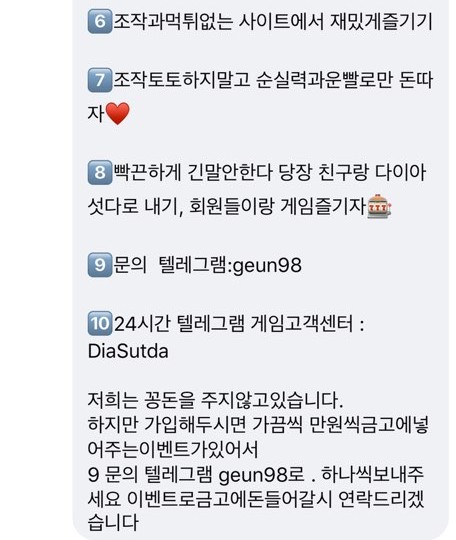 6️⃣조작과먹튀없는 사이트에서 재밌게즐기기
7️⃣조작토토하지말고 순실력과운빨로만 돈따
자❤️
8️⃣빡끈하게 긴말안한다 당장 친구랑 다이아
섯다로 내기, 회원들이랑 게임즐기자🎰
9️⃣문의 텔레그램:geun98
🔟24시간 텔레그램 게임고객센터 :
DiaSutda
저희는 꽁돈을 주지않고있습니다.
하지만 가입해두시면 가끔씩 만원씩금고에넣
어주는이벤트가있어서
9 문의 텔레그램 geun98로 . 하나씩보내주
세요 이벤트로금고에돈들어갈시 연락드리겠
습니다